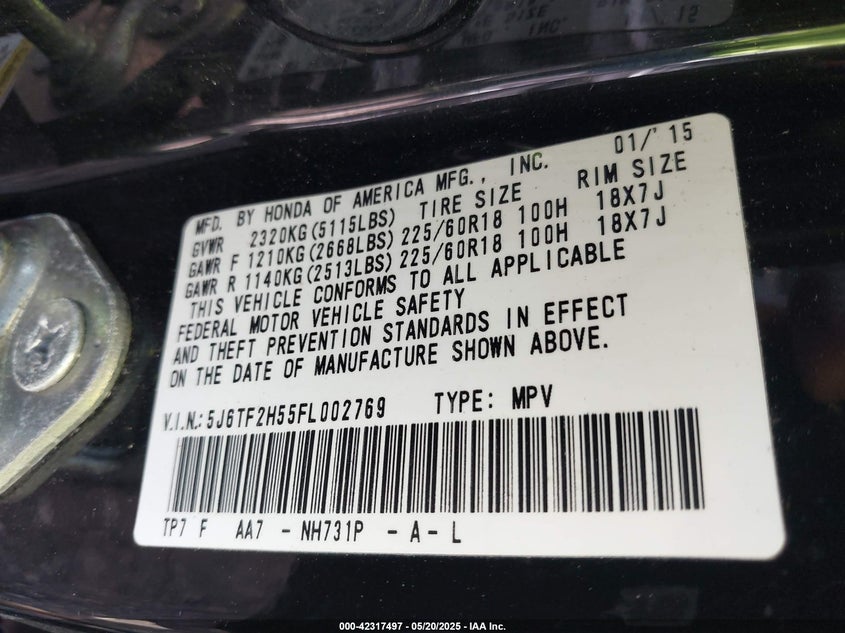 MFD. BY HONDA OF AMERICA MFG., INC. 01/'15
GVWR 2320KG(5115LBS) TIRE SIZE RIM SIZE
GAWR F 1210KG(2668LBS) 225/60R18 100H 18X7J
GAWR R 1140KG(2513LBS) 225/60R18 100H 18X7J
THIS VEHICLE CONFORMS TO ALL APPLICABLE
FEDERAL MOTOR VEHICLE SAFETY
AND THEFT PREVENTION STANDARDS IN EFFECT
ON THE DATE OF MANUFACTURE SHOWN ABOVE.
V.I.N.: 5J6TF2H55FL002769 TYPE: MPV
TP7 F AA7 - NH731P - A - L
000-42317497 - 05/20/2025 - IAA Inc.